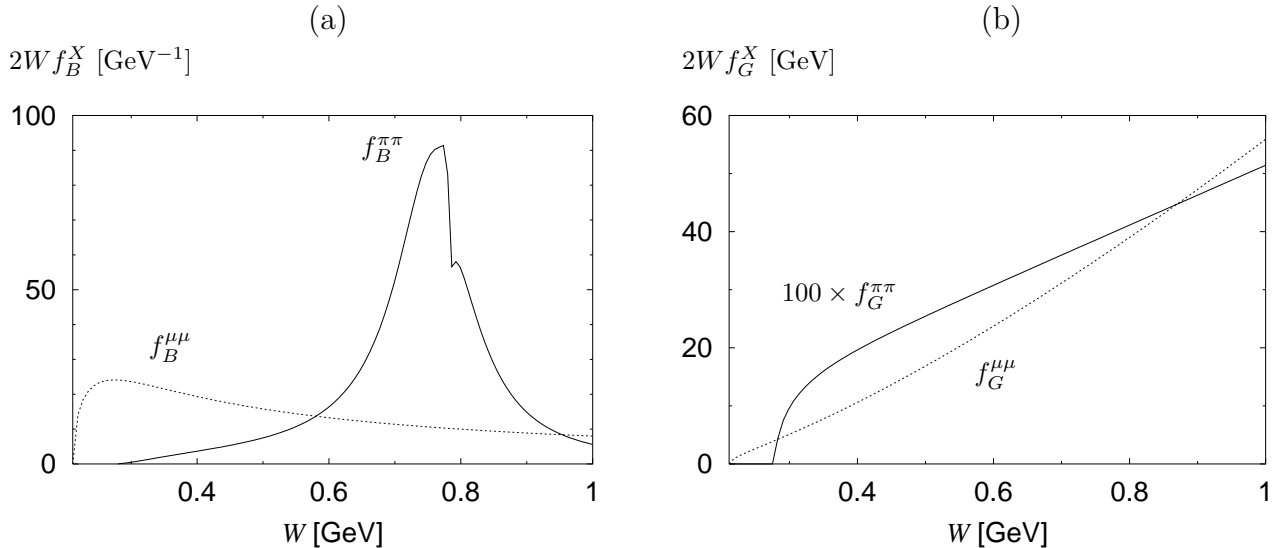 (a)
2W f_B^X [GeV⁻¹]
100
50
0
f_B^{ππ}
f_B^{μμ}
0.4 0.6 0.8 1
W [GeV]
(b)
2W f_G^X [GeV]
60
40
20
0
100 × f_G^{ππ}
f_G^{μμ}
0.4 0.6 0.8 1
W [GeV]